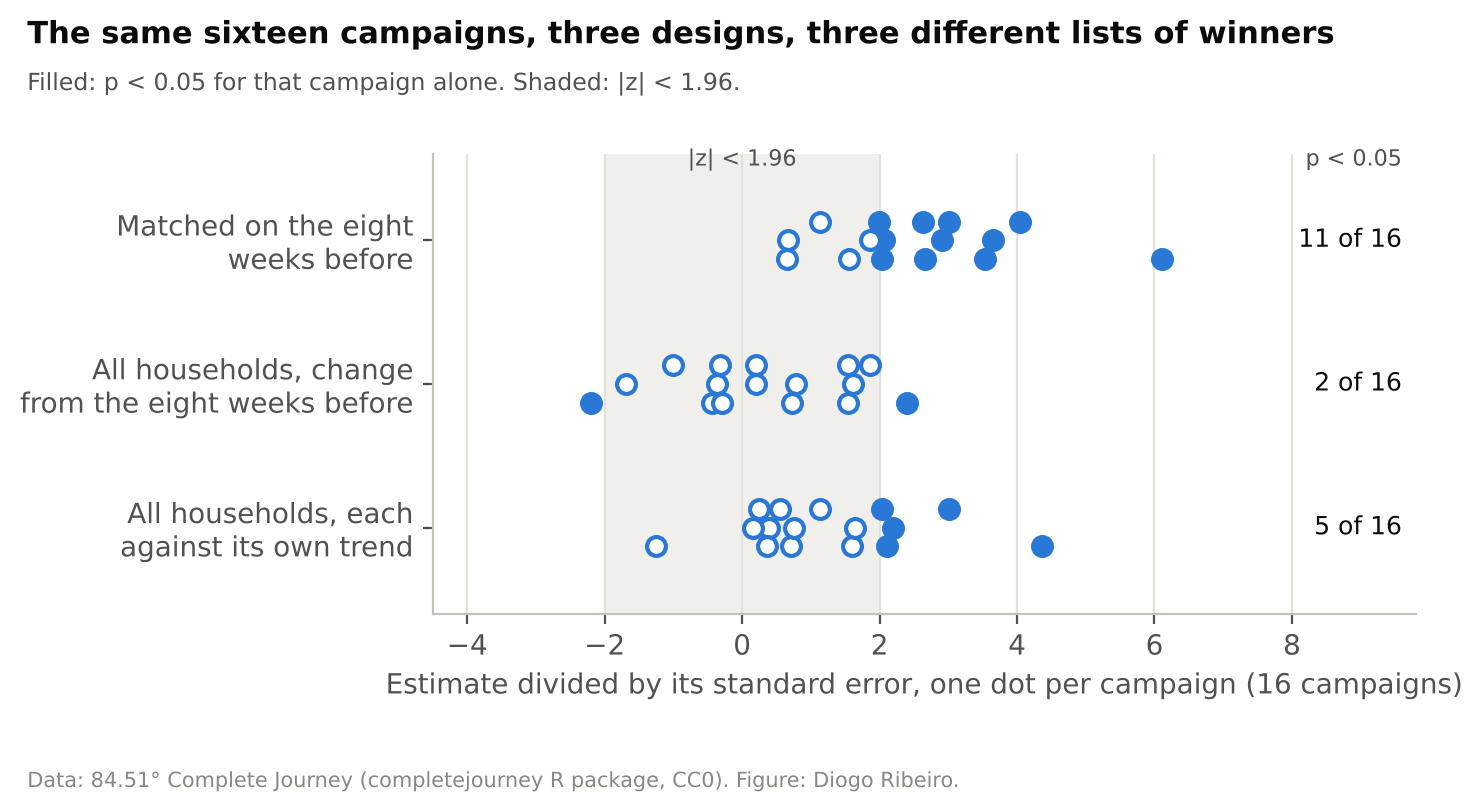 The same sixteen campaigns, three designs, three different lists of winners
Filled: p < 0.05 for that campaign alone. Shaded: |z| < 1.96.
|z| < 1.96
p < 0.05
Matched on the eight
weeks before
11 of 16
All households, change
from the eight weeks before
2 of 16
All households, each
against its own trend
5 of 16
−4 −2 0 2 4 6 8
Estimate divided by its standard error, one dot per campaign (16 campaigns)
Data: 84.51° Complete Journey (completejourney R package, CC0). Figure: Diogo Ribeiro.